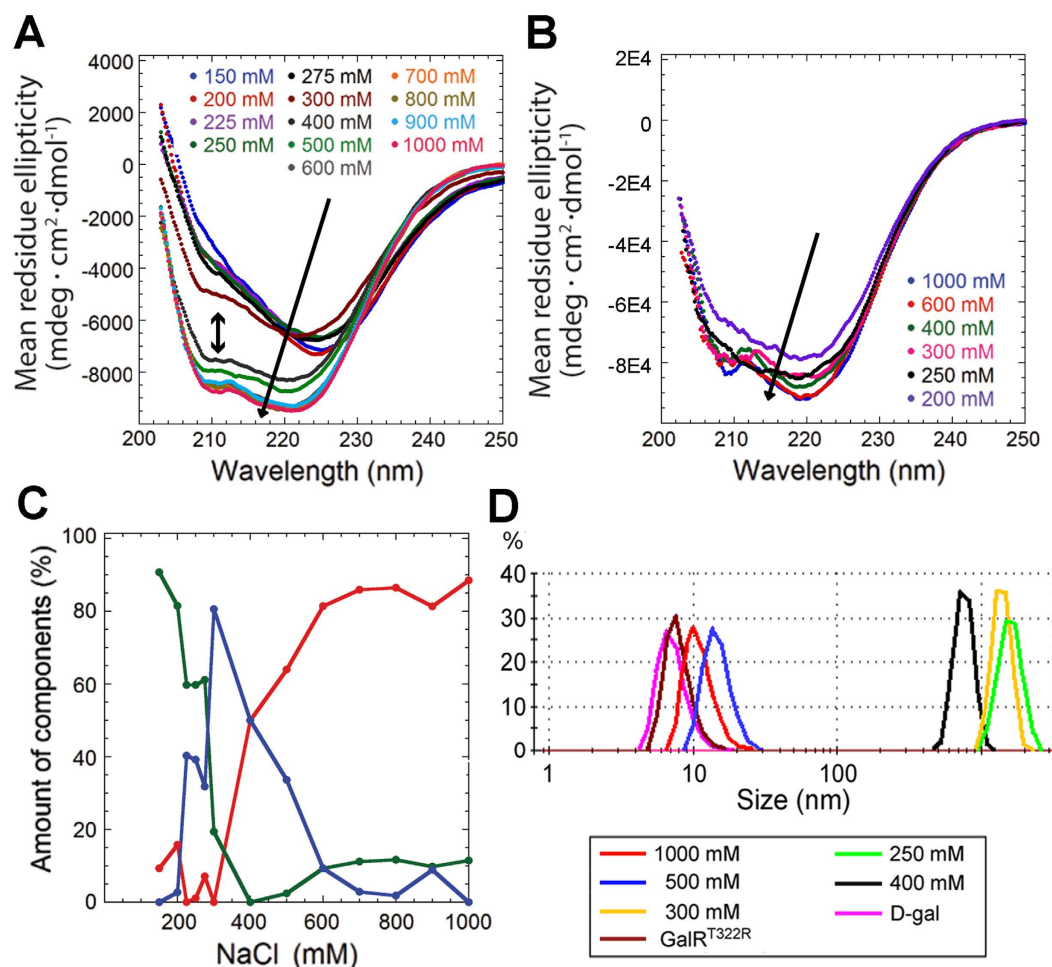 A
Mean redsidue ellipticity
(mdeg · cm²·dmol⁻¹)
4000
2000
0
-2000
-4000
-6000
-8000
150 mM
200 mM
225 mM
250 mM
275 mM
300 mM
400 mM
500 mM
600 mM
700 mM
800 mM
900 mM
1000 mM
200 210 220 230 240 250
Wavelength (nm)
B
Mean redsidue ellipticity
(mdeg · cm²·dmol⁻¹)
2E4
0
-2E4
-4E4
-6E4
-8E4
1000 mM
600 mM
400 mM
300 mM
250 mM
200 mM
200 210 220 230 240 250
Wavelength (nm)
C
Amount of components (%)
100
80
60
40
20
0
200 400 600 800 1000
NaCl (mM)
D
%
40
30
20
10
0
1 10 100
Size (nm)
1000 mM
500 mM
300 mM
GalR^T322R
250 mM
400 mM
D-gal